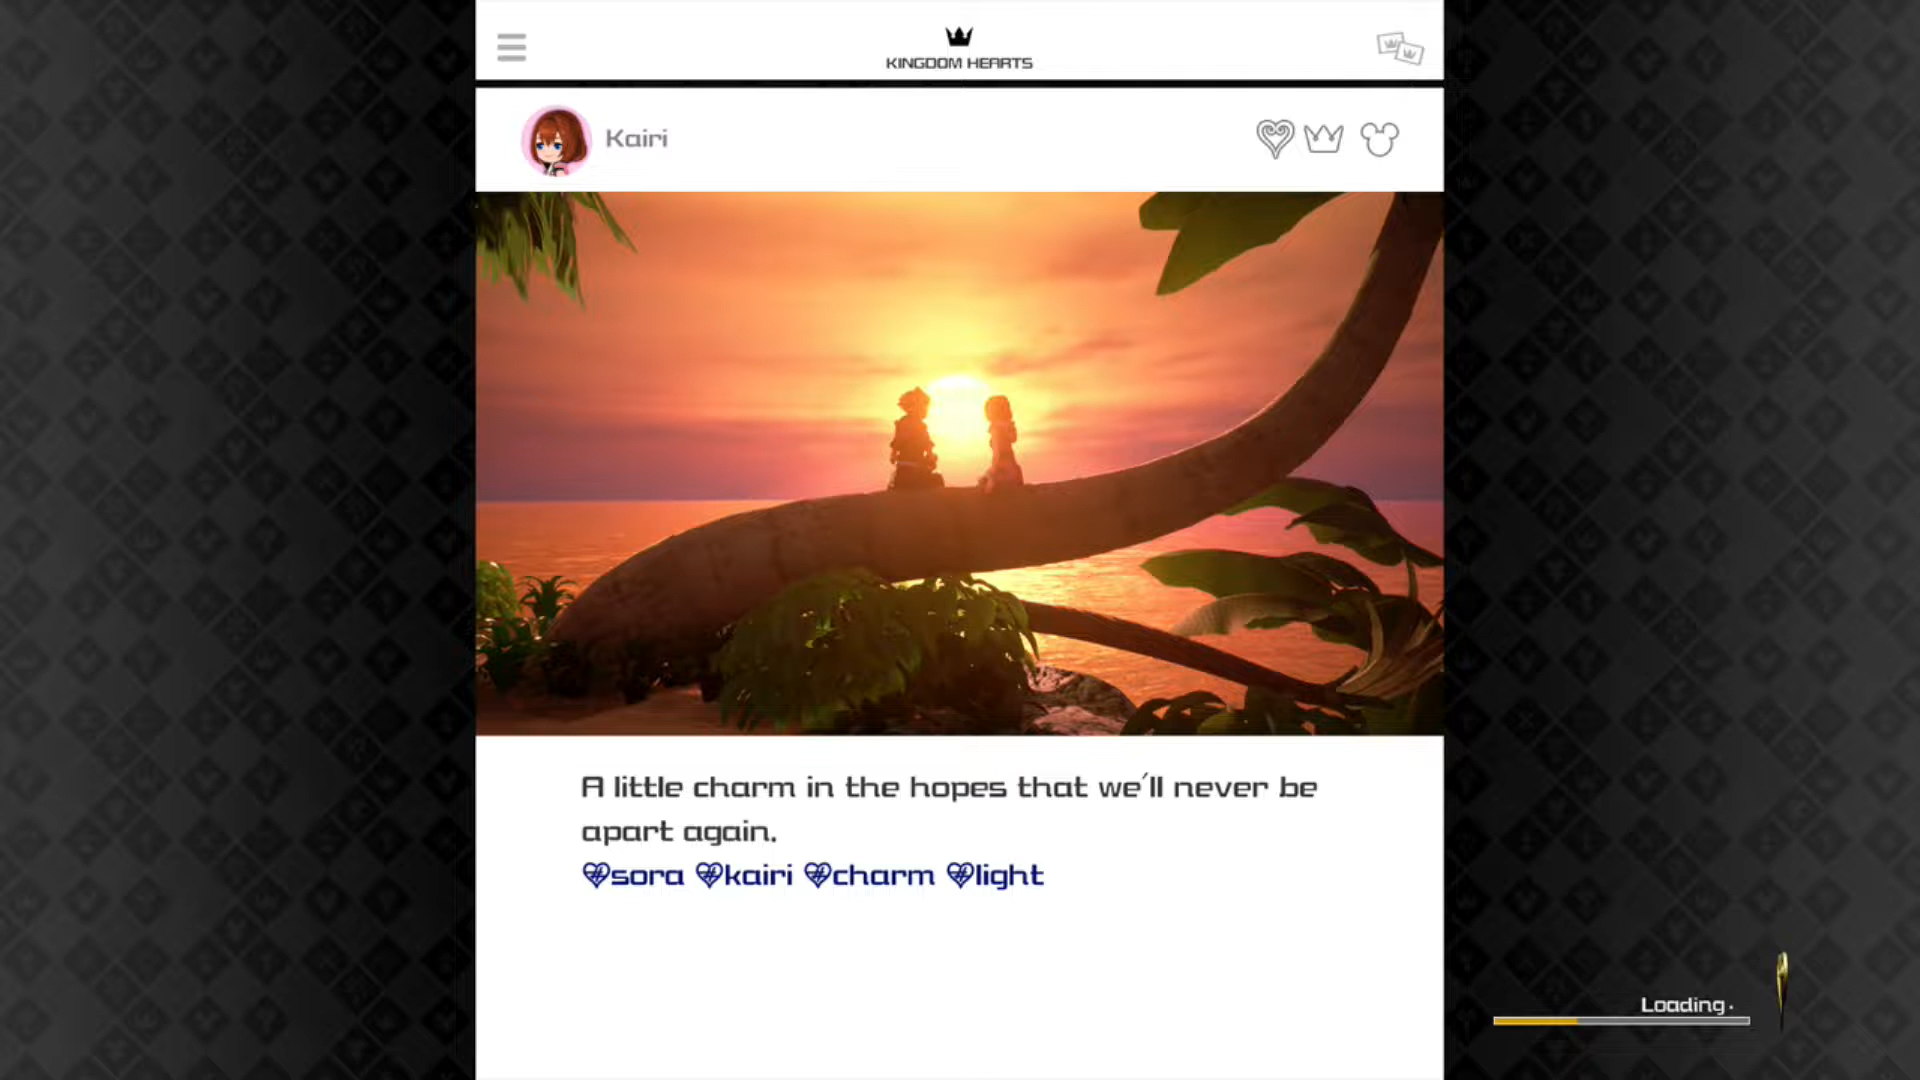 KINGDOM HEARTS
Kairi
A little charm in the hopes that we'll never be
apart again.
#sora #kairi #charm #light
Loading.